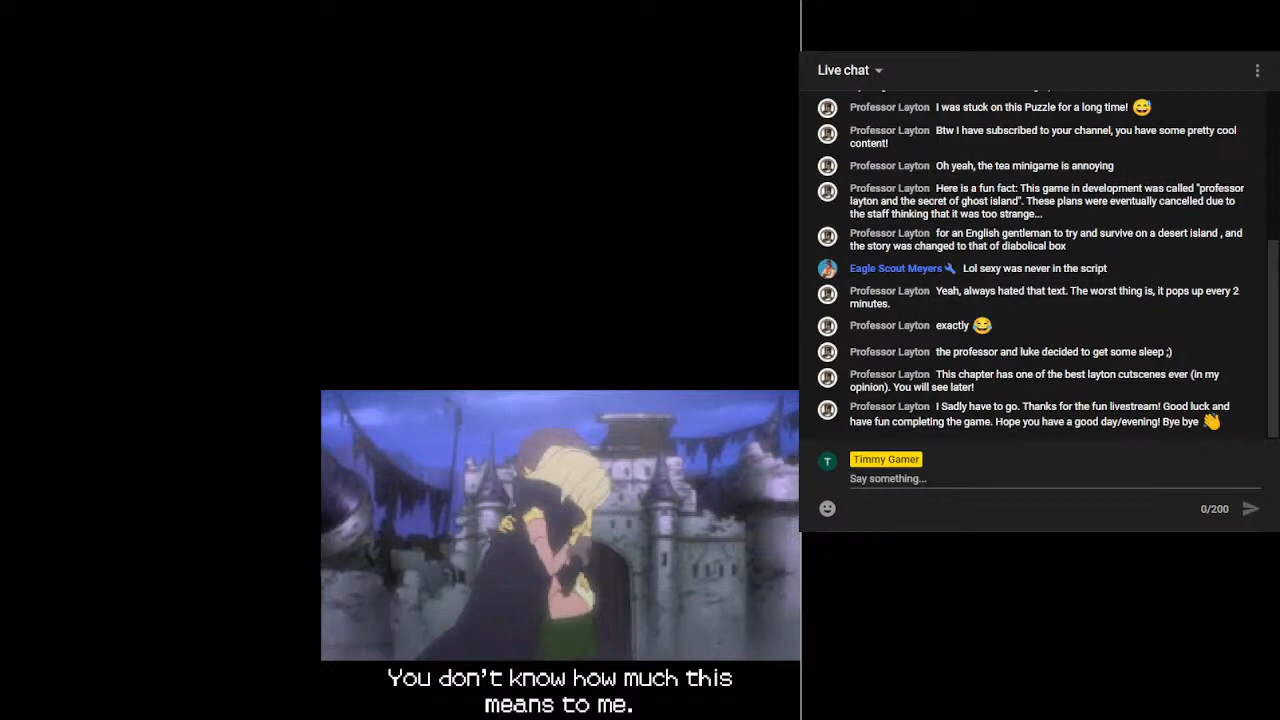 Live chat
Professor Layton I was stuck on this Puzzle for a long time! 😅
Professor Layton Btw I have subscribed to your channel, you have some pretty cool
content!
Professor Layton Oh yeah, the tea minigame is annoying
Professor Layton Here is a fun fact: This game in development was called "professor
layton and the secret of ghost island". These plans were eventually cancelled due to
the staff thinking that it was too strange...
Professor Layton for an English gentleman to try and survive on a desert island , and
the story was changed to that of diabolical box
Eagle Scout Meyers Lol sexy was never in the script
Professor Layton Yeah, always hated that text. The worst thing is, it pops up every 2
minutes.
Professor Layton exactly 😂
Professor Layton the professor and luke decided to get some sleep ;)
Professor Layton This chapter has one of the best layton cutscenes ever (in my
opinion). You will see later!
Professor Layton I Sadly have to go. Thanks for the fun livestream! Good luck and
have fun completing the game. Hope you have a good day/evening! Bye bye 👋
T
Timmy Gamer
Say something...
0/200
You don't know how much this
means to me.